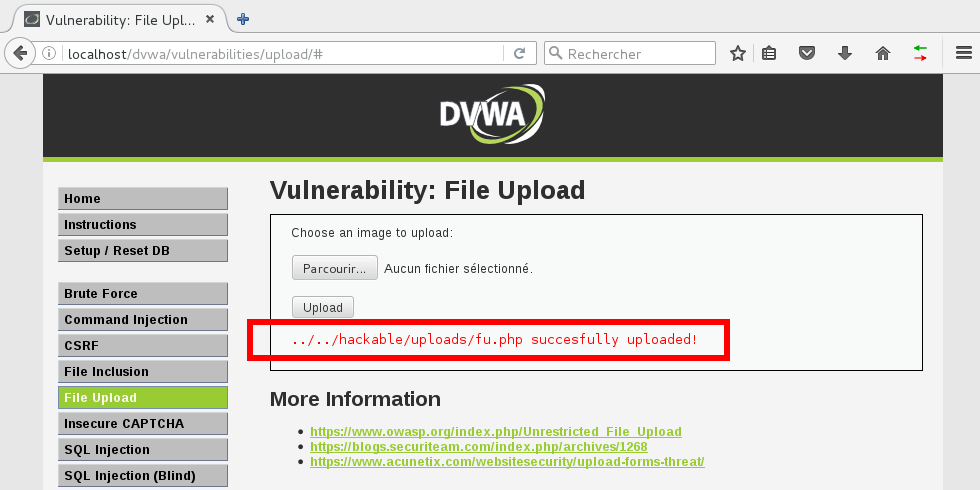 Vulnerability: File Upl...
localhost/dvwa/vulnerabilities/upload/#
Rechercher
DVWA
Home
Instructions
Setup / Reset DB
Brute Force
Command Injection
CSRF
File Inclusion
File Upload
Insecure CAPTCHA
SQL Injection
SQL Injection (Blind)
Vulnerability: File Upload
Choose an image to upload:
Parcourir... Aucun fichier sélectionné.
Upload
../../hackable/uploads/fu.php succesfully uploaded!
More Information
https://www.owasp.org/index.php/Unrestricted_File_Upload
https://blogs.securiteam.com/index.php/archives/1268
https://www.acunetix.com/websitesecurity/upload-forms-threat/